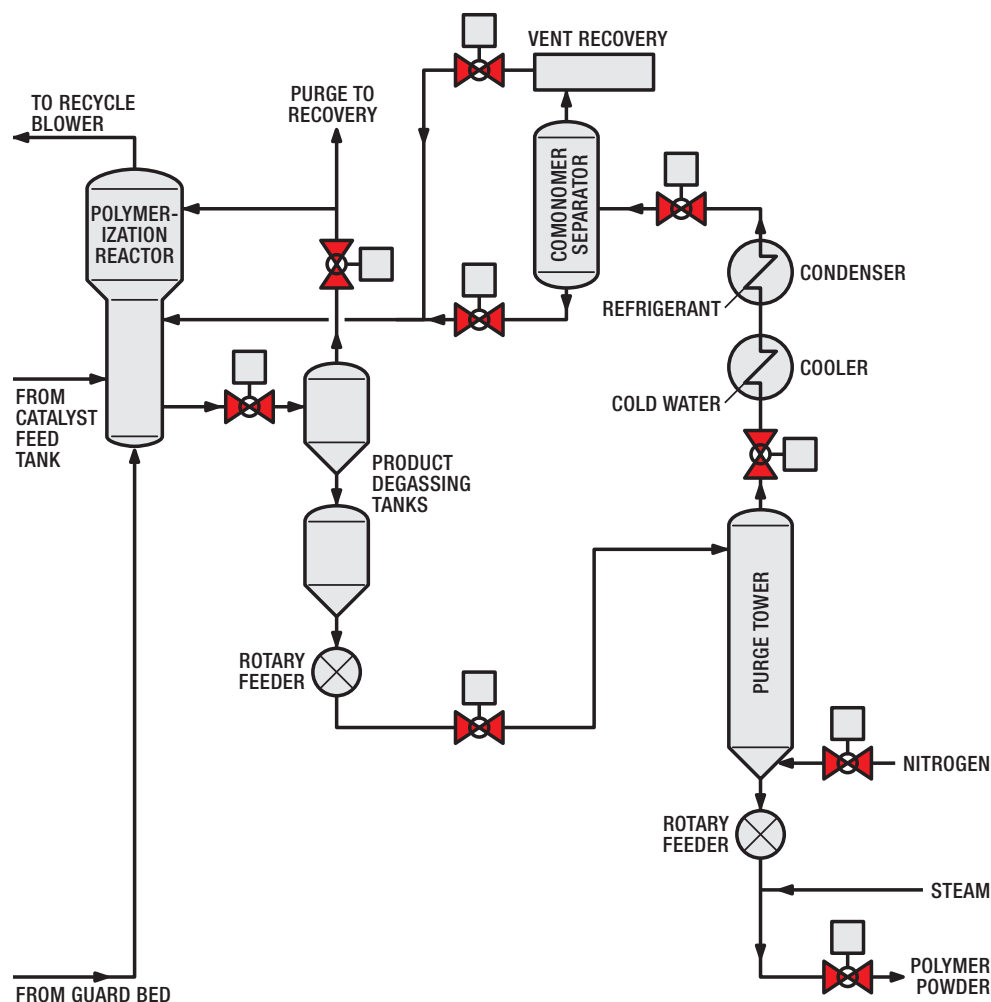 VENT RECOVERY
TO RECYCLE
BLOWER
PURGE TO
RECOVERY
COMONOMER
SEPARATOR
POLYMER-
IZATION
REACTOR
CONDENSER
REFRIGERANT
COOLER
COLD WATER
FROM
CATALYST
FEED
TANK
PRODUCT
DEGASSING
TANKS
PURGE TOWER
ROTARY
FEEDER
NITROGEN
ROTARY
FEEDER
STEAM
POLYMER
POWDER
FROM GUARD BED